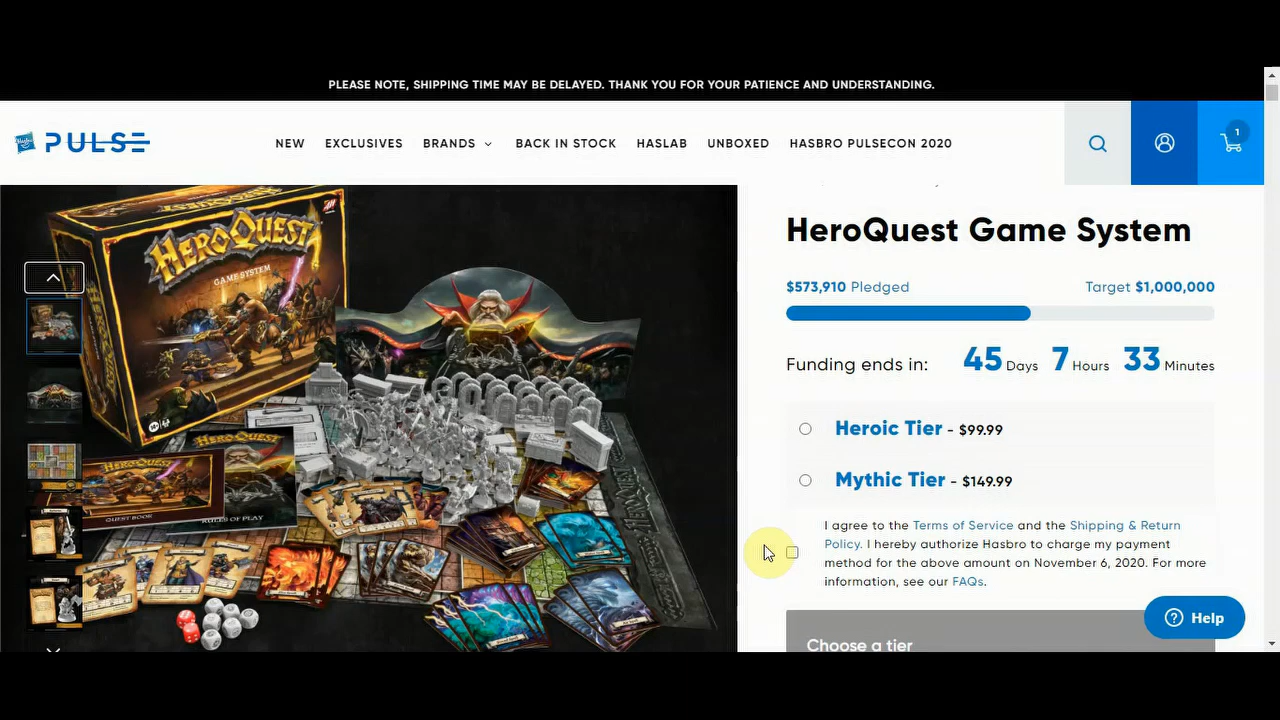 PLEASE NOTE, SHIPPING TIME MAY BE DELAYED. THANK YOU FOR YOUR PATIENCE AND UNDERSTANDING.
Hasbro PULSE
NEW EXCLUSIVES BRANDS BACK IN STOCK HASLAB UNBOXED HASBRO PULSECON 2020
1
HeroQuest Game System
$573,910 Pledged Target $1,000,000
Funding ends in: 45 Days 7 Hours 33 Minutes
Heroic Tier - $99.99
Mythic Tier - $149.99
I agree to the Terms of Service and the Shipping & Return
Policy. I hereby authorize Hasbro to charge my payment
method for the above amount on November 6, 2020. For more
information, see our FAQs.
Choose a tier
Help
HEROQUEST
GAME SYSTEM
HEROQUEST
RULES OF PLAY
HEROQUEST
QUEST BOOK
HEROQUEST